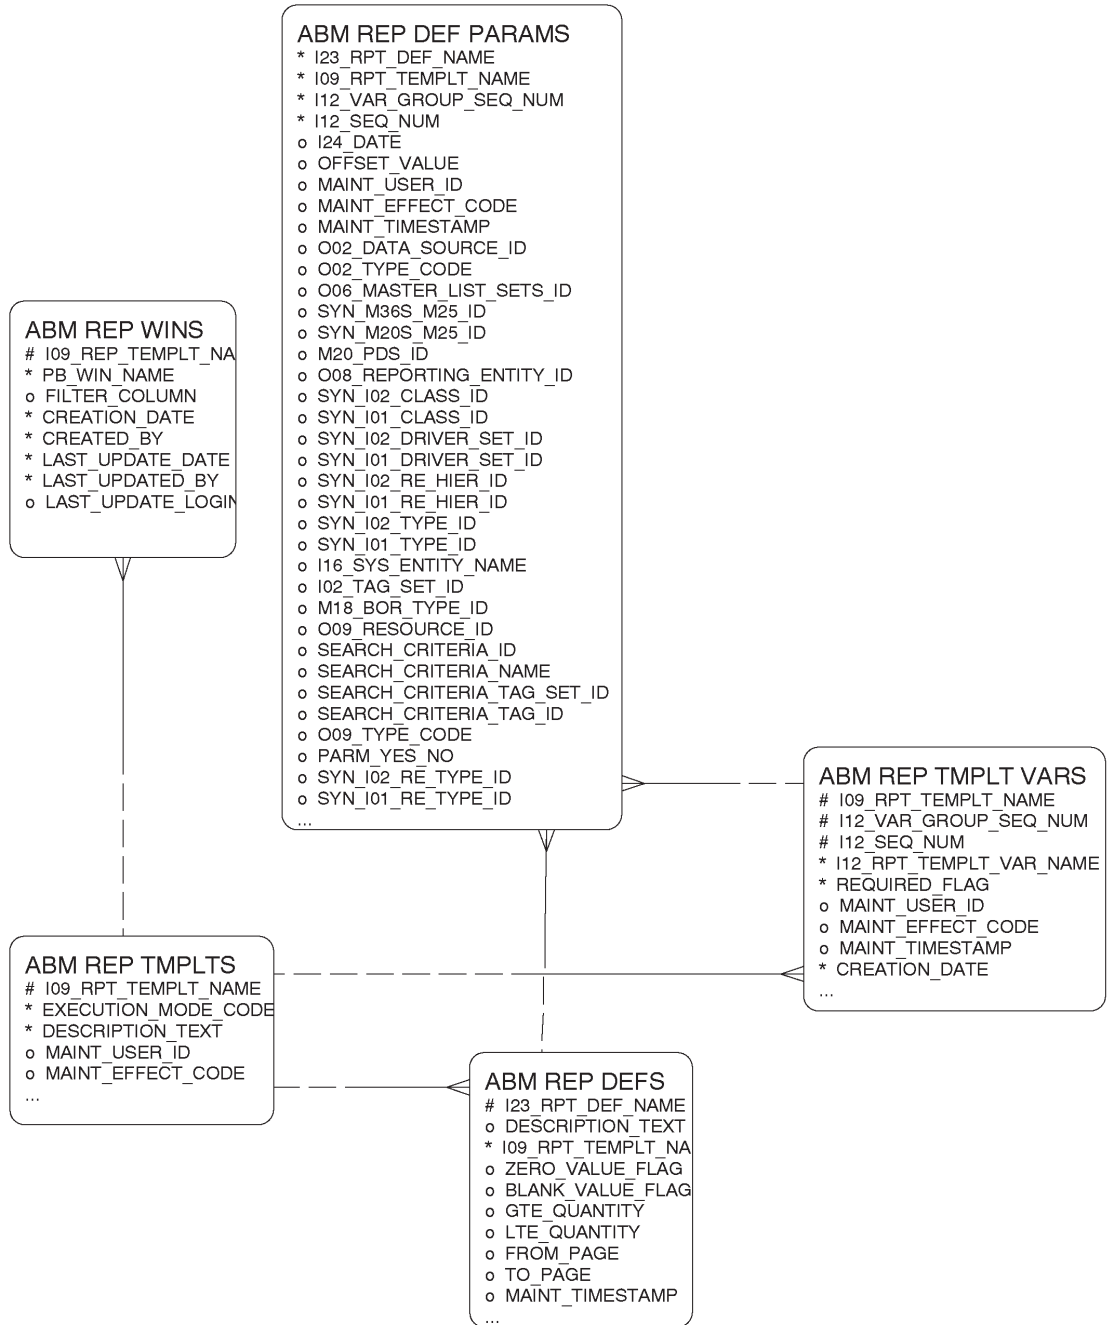 ABM REP DEF PARAMS
* I23_RPT_DEF_NAME
* I09_RPT_TEMPLT_NAME
* I12_VAR_GROUP_SEQ_NUM
* I12_SEQ_NUM
o I24_DATE
o OFFSET_VALUE
o MAINT_USER_ID
o MAINT_EFFECT_CODE
o MAINT_TIMESTAMP
o O02_DATA_SOURCE_ID
o O02_TYPE_CODE
o O06_MASTER_LIST_SETS_ID
o SYN_M36S_M25_ID
o SYN_M20S_M25_ID
o M20_PDS_ID
o O08_REPORTING_ENTITY_ID
o SYN_I02_CLASS_ID
o SYN_I01_CLASS_ID
o SYN_I02_DRIVER_SET_ID
o SYN_I01_DRIVER_SET_ID
o SYN_I02_RE_HIER_ID
o SYN_I01_RE_HIER_ID
o SYN_I02_TYPE_ID
o SYN_I01_TYPE_ID
o I16_SYS_ENTITY_NAME
o I02_TAG_SET_ID
o M18_BOR_TYPE_ID
o O09_RESOURCE_ID
o SEARCH_CRITERIA_ID
o SEARCH_CRITERIA_NAME
o SEARCH_CRITERIA_TAG_SET_ID
o SEARCH_CRITERIA_TAG_ID
o O09_TYPE_CODE
o PARM_YES_NO
o SYN_I02_RE_TYPE_ID
o SYN_I01_RE_TYPE_ID
...
ABM REP WINS
# I09_REP_TEMPLT_NA
* PB_WIN_NAME
o FILTER_COLUMN
* CREATION_DATE
* CREATED_BY
* LAST_UPDATE_DATE
* LAST_UPDATED_BY
o LAST_UPDATE_LOGIN
ABM REP TMPLT VARS
# I09_RPT_TEMPLT_NAME
# I12_VAR_GROUP_SEQ_NUM
# I12_SEQ_NUM
* I12_RPT_TEMPLT_VAR_NAME
* REQUIRED_FLAG
o MAINT_USER_ID
o MAINT_EFFECT_CODE
o MAINT_TIMESTAMP
* CREATION_DATE
...
ABM REP TMPLTS
# I09_RPT_TEMPLT_NAME
* EXECUTION_MODE_CODE
* DESCRIPTION_TEXT
o MAINT_USER_ID
o MAINT_EFFECT_CODE
...
ABM REP DEFS
# I23_RPT_DEF_NAME
o DESCRIPTION_TEXT
* I09_RPT_TEMPLT_NA
o ZERO_VALUE_FLAG
o BLANK_VALUE_FLAG
o GTE_QUANTITY
o LTE_QUANTITY
o FROM_PAGE
o TO_PAGE
o MAINT_TIMESTAMP
...